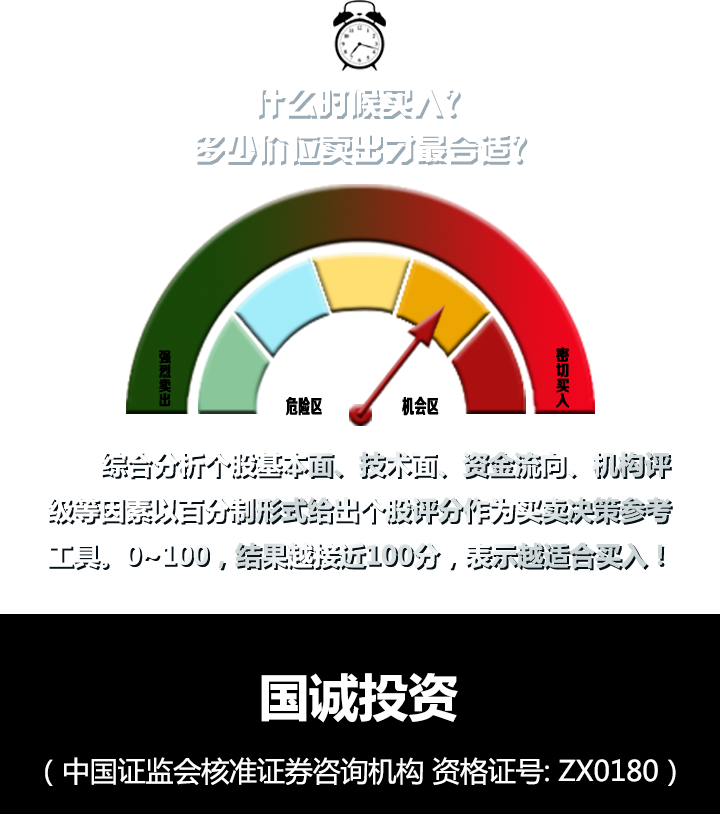 什么时候买入?
多少价位卖出才最合适?
强烈卖出
密切买入
危险区
机会区
综合分析个股基本面、技术面、资金流向、机构评
级等因素以百分制形式给出个股评分作为买卖决策参考
工具。0~100，结果越接近100分，表示越适合买入！
国诚投资
（中国证监会核准证券咨询机构 资格证号: ZX0180）